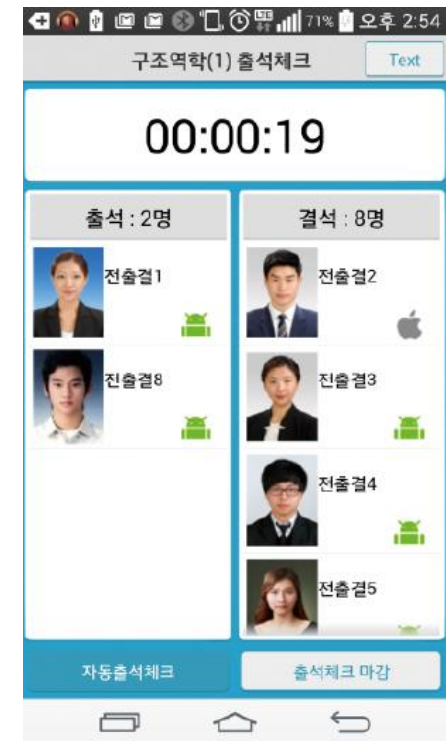 71% 오후 2:54
구조역학(1) 출석체크
Text
00:00:19
출석 : 2명
전출결1
전출결8
결석 : 8명
전출결2
전출결3
전출결4
전출결5
자동출석체크
출석체크 마감